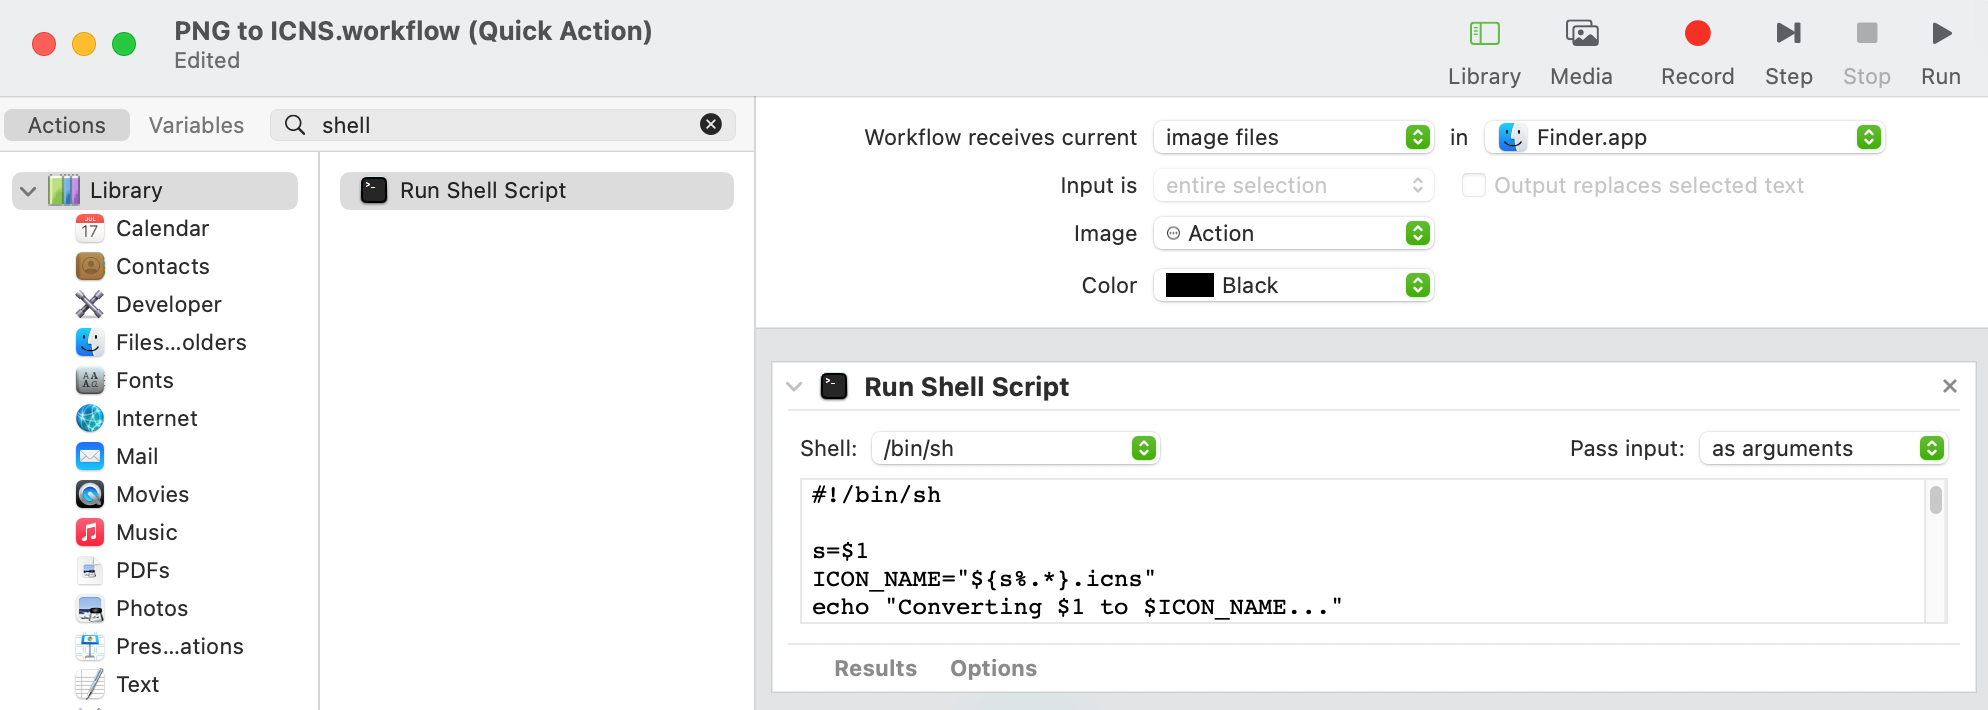 PNG to ICNS.workflow (Quick Action)
Edited
Library
Media
Record
Step
Stop
Run
Actions
Variables
shell
Library
Calendar
Contacts
Developer
Files...olders
Fonts
Internet
Mail
Movies
Music
PDFs
Photos
Pres...ations
Text
Run Shell Script
Workflow receives current image files in Finder.app
Input is entire selection Output replaces selected text
Image Action
Color Black
Run Shell Script
Shell: /bin/sh Pass input: as arguments
#!/bin/sh
s=$1
ICON_NAME="${s%.*}.icns"
echo "Converting $1 to $ICON_NAME..."
Results Options